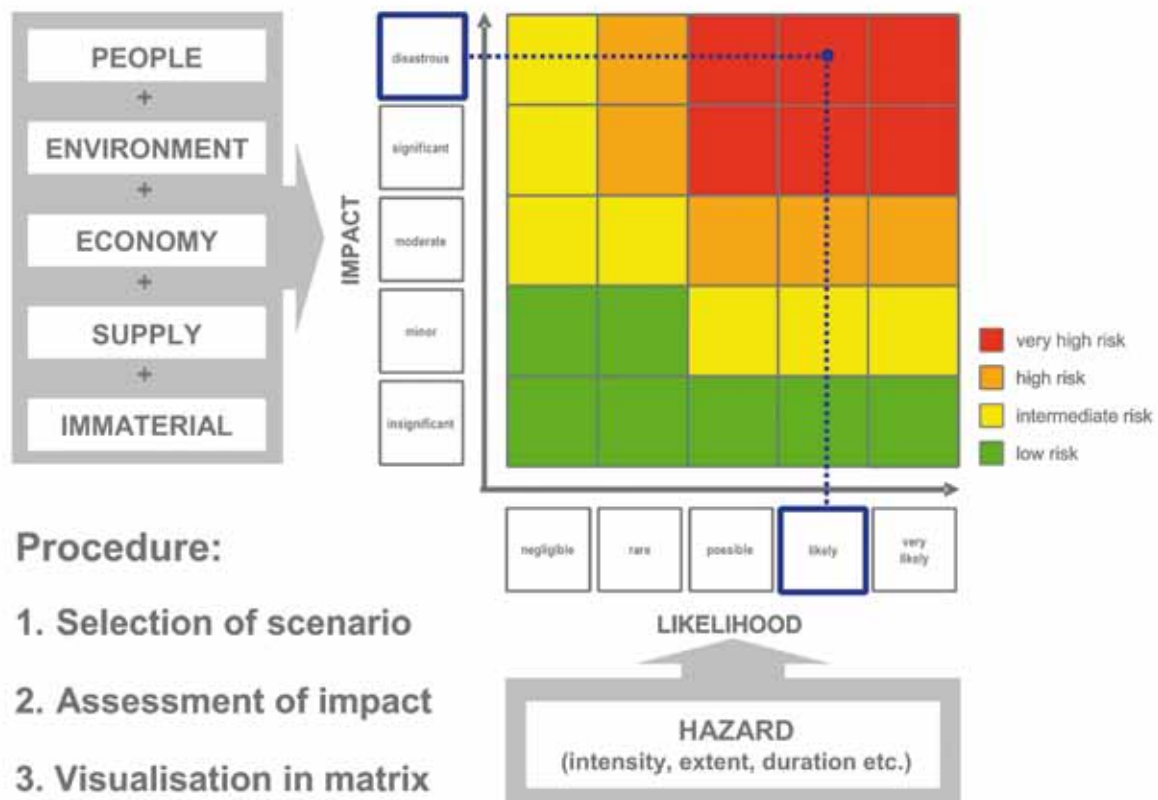 PEOPLE
+
ENVIRONMENT
+
ECONOMY
+
SUPPLY
+
IMMATERIAL
IMPACT
disastrous
significant
moderate
minor
insignificant
very high risk
high risk
intermediate risk
low risk
negligible
rare
possible
likely
very
likely
LIKELIHOOD
HAZARD
(intensity, extent, duration etc.)
Procedure:
1. Selection of scenario
2. Assessment of impact
3. Visualisation in matrix